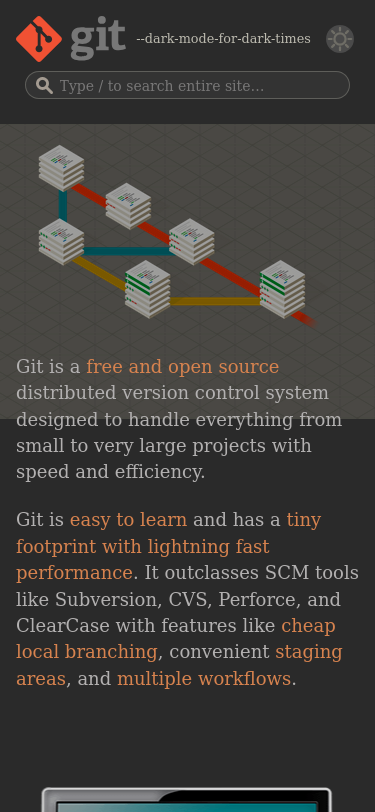 git --dark-mode-for-dark-times
Type / to search entire site...
Git is a free and open source
distributed version control system
designed to handle everything from
small to very large projects with
speed and efficiency.
Git is easy to learn and has a tiny
footprint with lightning fast
performance. It outclasses SCM tools
like Subversion, CVS, Perforce, and
ClearCase with features like cheap
local branching, convenient staging
areas, and multiple workflows.